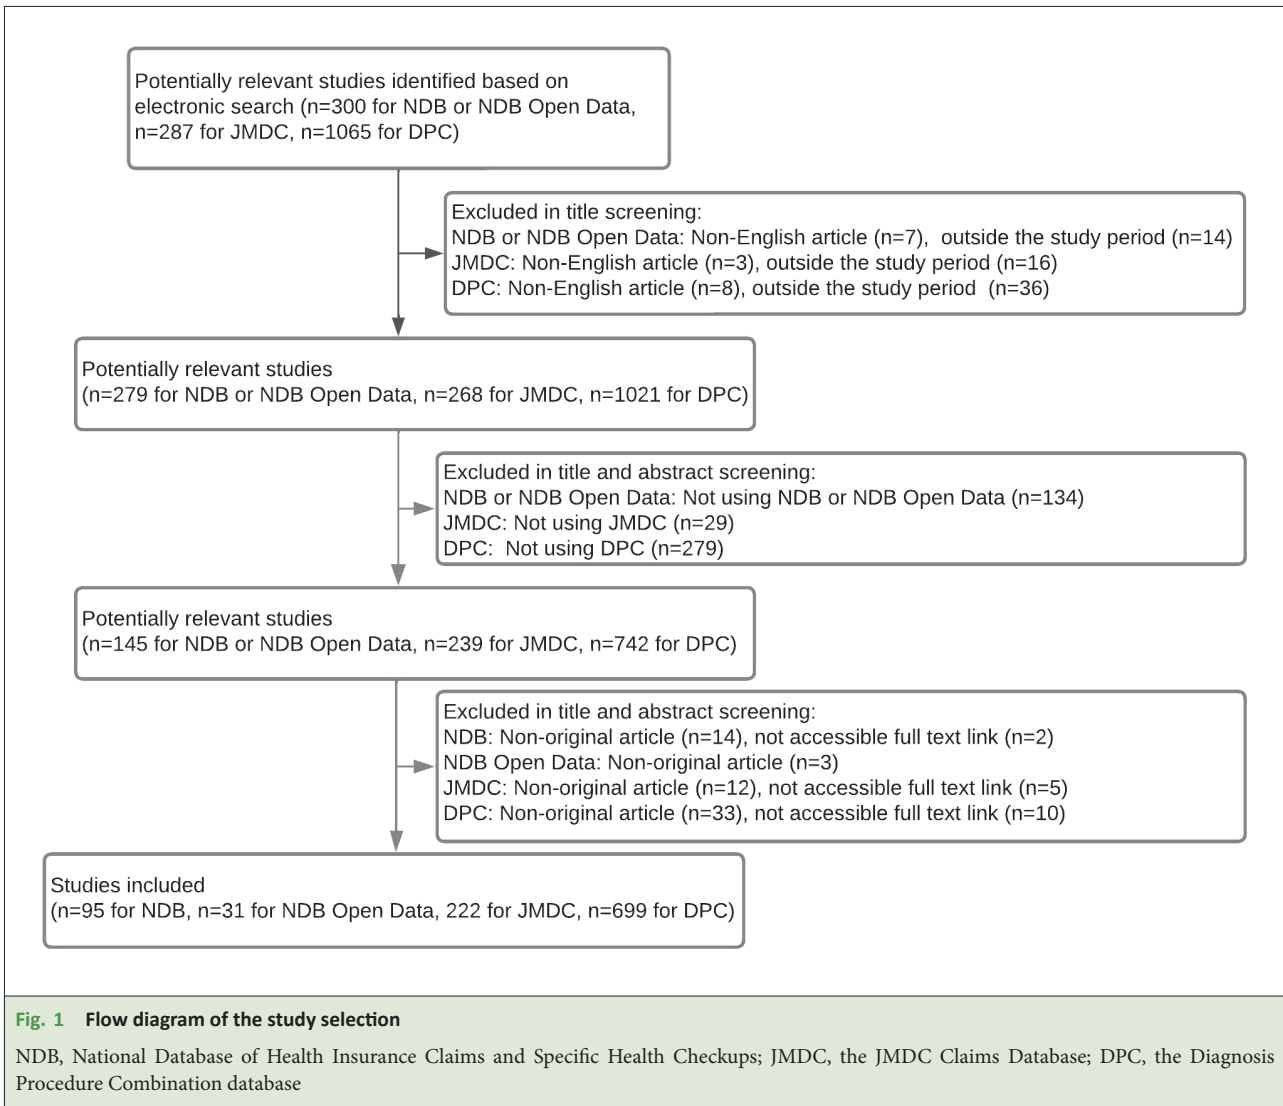 Potentially relevant studies identified based on
electronic search (n=300 for NDB or NDB Open Data,
n=287 for JMDC, n=1065 for DPC)
Excluded in title screening:
NDB or NDB Open Data: Non-English article (n=7),  outside the study period (n=14)
JMDC: Non-English article (n=3), outside the study period (n=16)
DPC: Non-English article (n=8), outside the study period  (n=36)
Potentially relevant studies
(n=279 for NDB or NDB Open Data, n=268 for JMDC, n=1021 for DPC)
Excluded in title and abstract screening:
NDB or NDB Open Data: Not using NDB or NDB Open Data (n=134)
JMDC: Not using JMDC (n=29)
DPC:  Not using DPC (n=279)
Potentially relevant studies
(n=145 for NDB or NDB Open Data, n=239 for JMDC, n=742 for DPC)
Excluded in title and abstract screening:
NDB: Non-original article (n=14), not accessible full text link (n=2)
NDB Open Data: Non-original article (n=3)
JMDC: Non-original article (n=12), not accessible full text link (n=5)
DPC: Non-original article (n=33), not accessible full text link (n=10)
Studies included
(n=95 for NDB, n=31 for NDB Open Data, 222 for JMDC, n=699 for DPC)
Fig. 1 Flow diagram of the study selection
NDB, National Database of Health Insurance Claims and Specific Health Checkups; JMDC, the JMDC Claims Database; DPC, the Diagnosis
Procedure Combination database